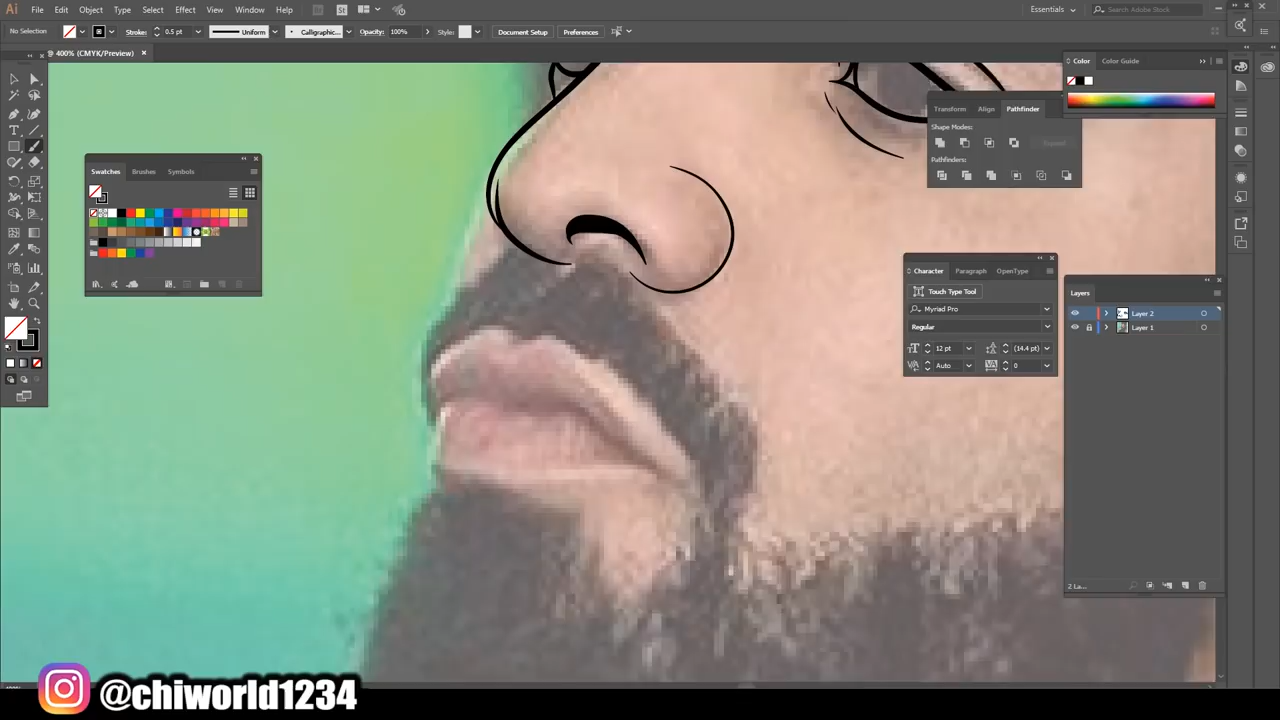 Ai File Edit Object Type Select Effect View Window Help Br St Essentials Search Adobe Stock
No Selection Stroke: 0.5 pt Uniform Calligraphic... Opacity: 100% Style: Document Setup Preferences
@ 400% (CMYK/Preview) ×
Color Color Guide
Transform Align Pathfinder
Shape Modes:
Expand
Pathfinders:
Swatches Brushes Symbols
Character Paragraph OpenType
Touch Type Tool
Myriad Pro
Regular
12 pt (14.4 pt)
Auto 0
Layers
Layer 2
Layer 1
2 La...
@chiworld1234